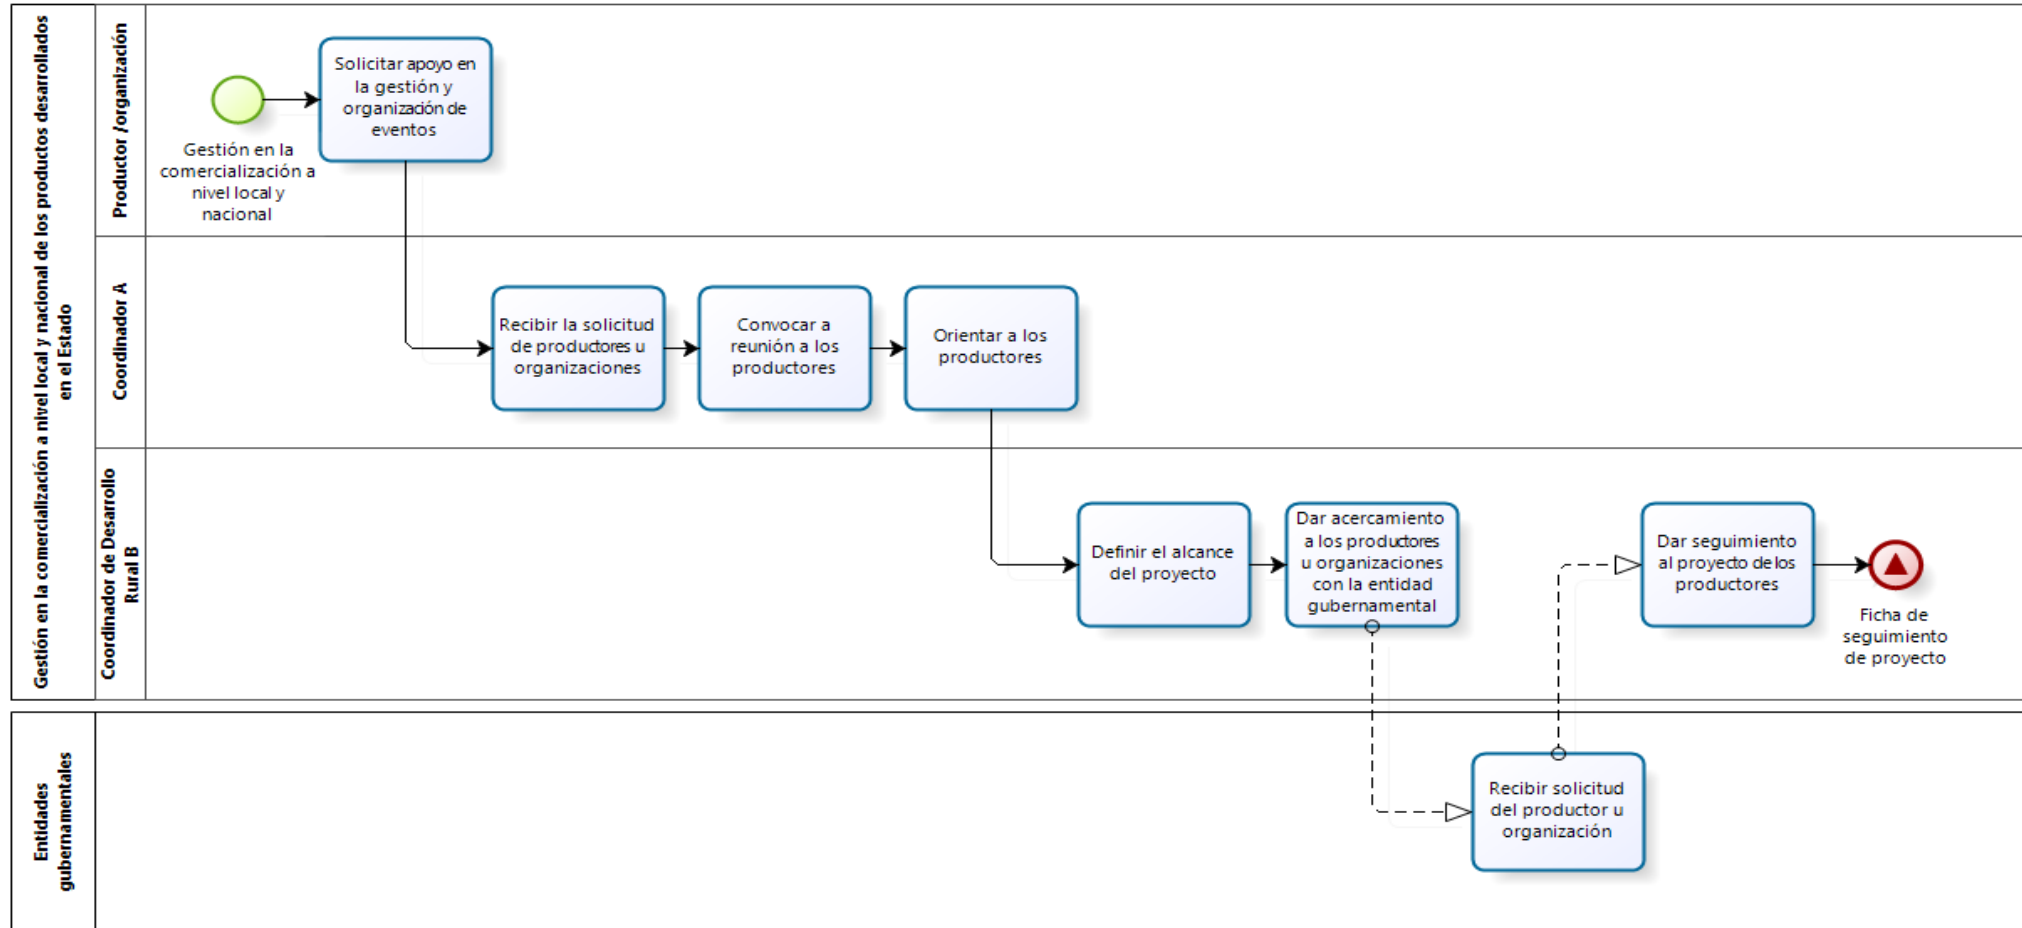 Gestión en la comercialización a nivel local y nacional de los productos desarrollados
en el Estado
Productor /organización
Solicitar apoyo en
la gestión y
organización de
eventos
Gestión en la
comercialización a
nivel local y
nacional
Coordinador A
Recibir la solicitud
de productores u
organizaciones
Convocar a
reunión a los
productores
Orientar a los
productores
Coordinador de Desarrollo
Rural B
Definir el alcance
del proyecto
Dar acercamiento
a los productores
u organizaciones
con la entidad
gubernamental
Dar seguimiento
al proyecto de los
productores
Ficha de
seguimiento
de proyecto
Entidades
gubernamentales
Recibir solicitud
del productor u
organización